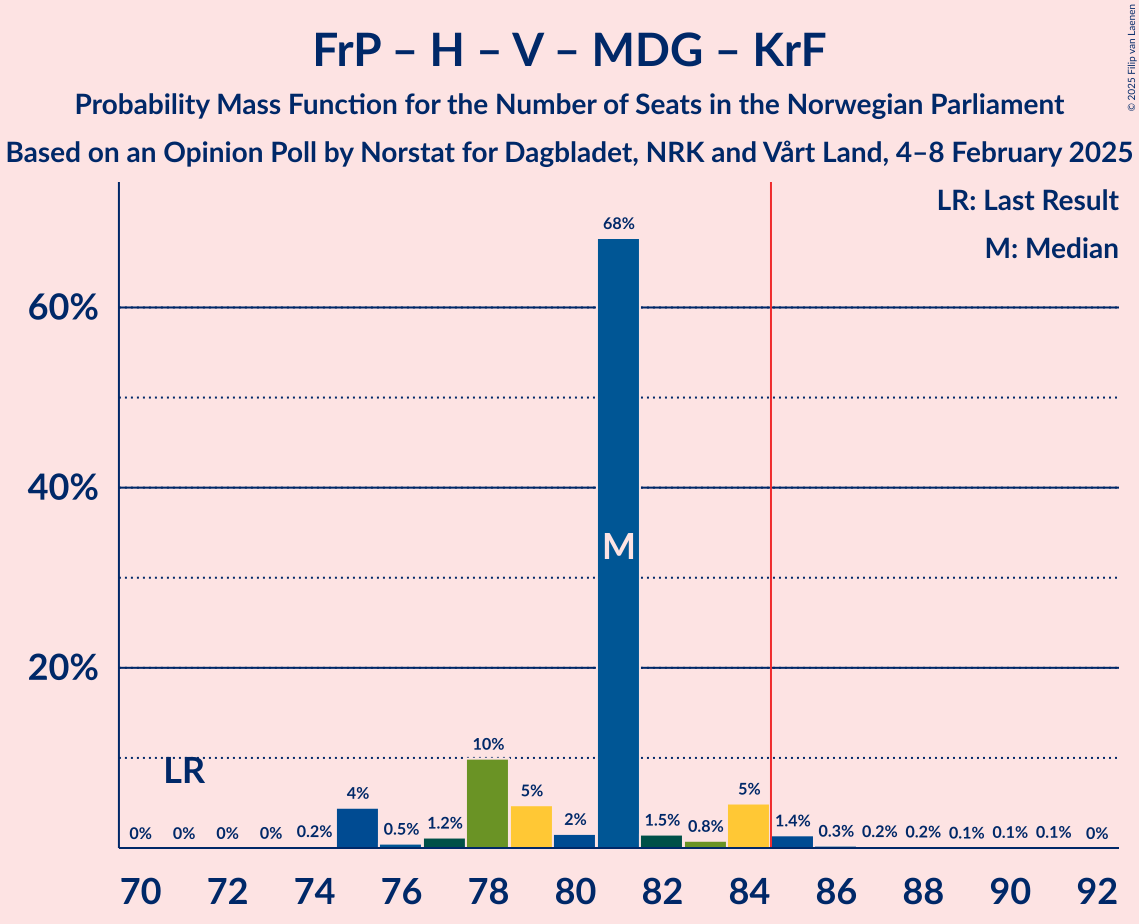 FrP – H – V – MDG – KrF
Probability Mass Function for the Number of Seats in the Norwegian Parliament
Based on an Opinion Poll by Norstat for Dagbladet, NRK and Vårt Land, 4–8 February 2025
© 2025 Filip van Laenen
LR: Last Result
M: Median
68%
60%
40%
M
20%
10%
LR
4%
5%
5%
0% 0% 0% 0% 0.2% 0.5% 1.2% 2% 1.5% 0.8% 1.4% 0.3% 0.2% 0.2% 0.1% 0.1% 0.1% 0%
70 72 74 76 78 80 82 84 86 88 90 92